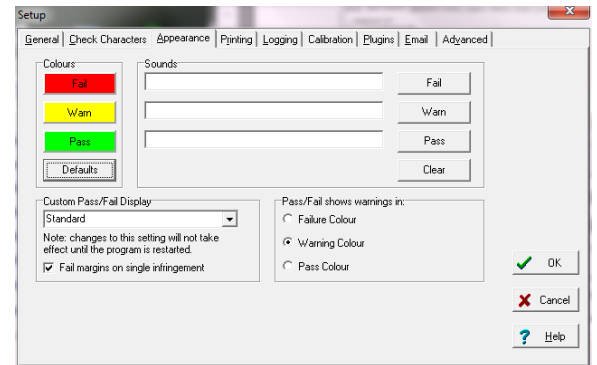 Setup
General Check Characters Appearance Printing Logging Calibration Plugins Email Advanced
Colours
Fail
Warn
Pass
Defaults
Sounds
Fail
Warn
Pass
Clear
Custom Pass/Fail Display
Standard
Note: changes to this setting will not take
effect until the program is restarted.
Fail margins on single infringement
Pass/Fail shows warnings in:
Failure Colour
Warning Colour
Pass Colour
OK
Cancel
Help